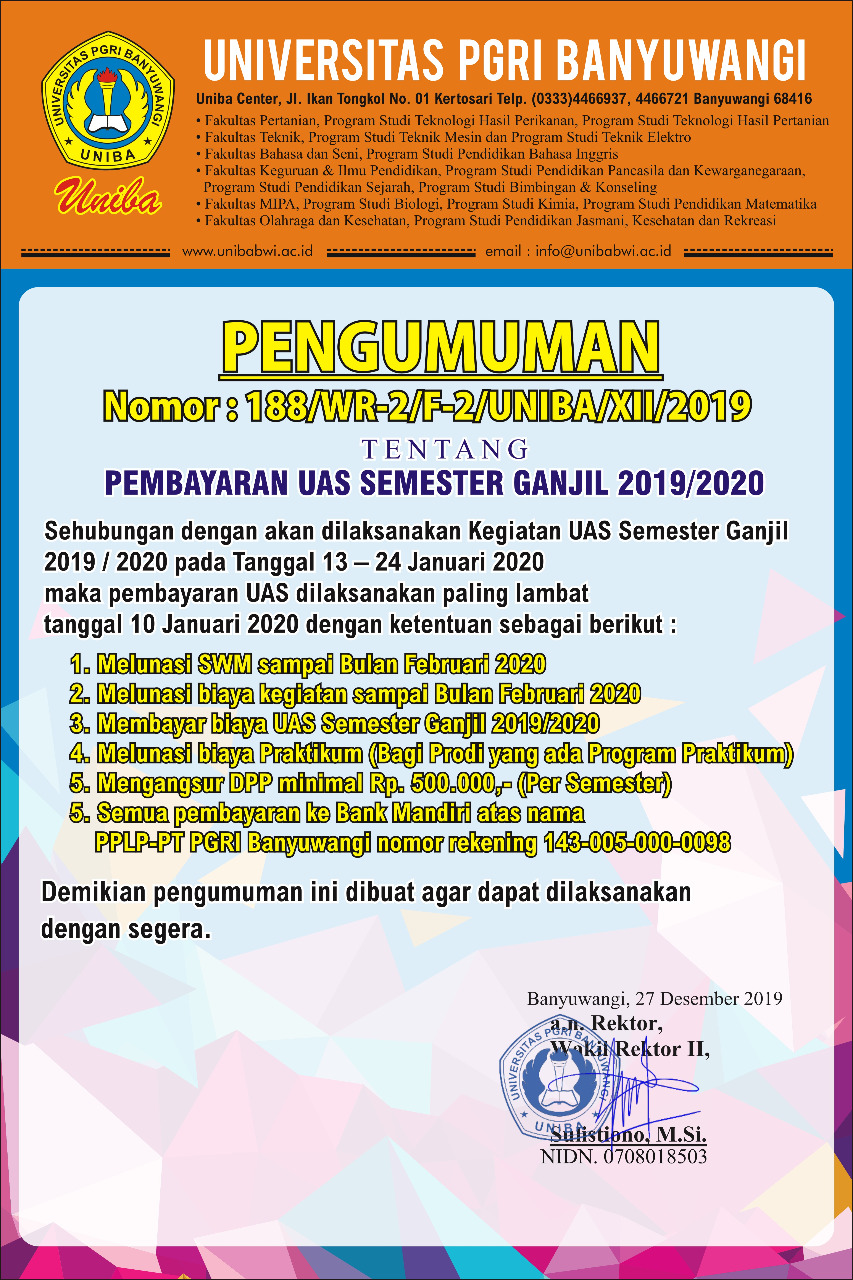 UNIVERSITAS PGRI BANYUWANGI
UNIBA
Uniba
UNIVERSITAS PGRI BANYUWANGI
Uniba Center, Jl. Ikan Tongkol No. 01 Kertosari Telp. (0333)4466937, 4466721 Banyuwangi 68416
• Fakultas Pertanian, Program Studi Teknologi Hasil Perikanan, Program Studi Teknologi Hasil Pertanian
• Fakultas Teknik, Program Studi Teknik Mesin dan Program Studi Teknik Elektro
• Fakultas Bahasa dan Seni, Program Studi Pendidikan Bahasa Inggris
• Fakultas Keguruan & Ilmu Pendidikan, Program Studi Pendidikan Pancasila dan Kewarganegaraan,
Program Studi Pendidikan Sejarah, Program Studi Bimbingan & Konseling
• Fakultas MIPA, Program Studi Biologi, Program Studi Kimia, Program Studi Pendidikan Matematika
• Fakultas Olahraga dan Kesehatan, Program Studi Pendidikan Jasmani, Kesehatan dan Rekreasi
www.unibabwi.ac.id email : info@unibabwi.ac.id
PENGUMUMAN
Nomor : 188/WR-2/F-2/UNIBA/XII/2019
TENTANG
PEMBAYARAN UAS SEMESTER GANJIL 2019/2020
Sehubungan dengan akan dilaksanakan Kegiatan UAS Semester Ganjil
2019 / 2020 pada Tanggal 13 – 24 Januari 2020
maka pembayaran UAS dilaksanakan paling lambat
tanggal 10 Januari 2020 dengan ketentuan sebagai berikut :
1. Melunasi SWM sampai Bulan Februari 2020
2. Melunasi biaya kegiatan sampai Bulan Februari 2020
3. Membayar biaya UAS Semester Ganjil 2019/2020
4. Melunasi biaya Praktikum (Bagi Prodi yang ada Program Praktikum)
5. Mengangsur DPP minimal Rp. 500.000,- (Per Semester)
5. Semua pembayaran ke Bank Mandiri atas nama
PPLP-PT PGRI Banyuwangi nomor rekening 143-005-000-0098
Demikian pengumuman ini dibuat agar dapat dilaksanakan
dengan segera.
Banyuwangi, 27 Desember 2019
a.n. Rektor,
Wakil Rektor II,
UNIVERSITAS PGRI BANYUWANGI
UNIBA
Sulistiono, M.Si.
NIDN. 0708018503